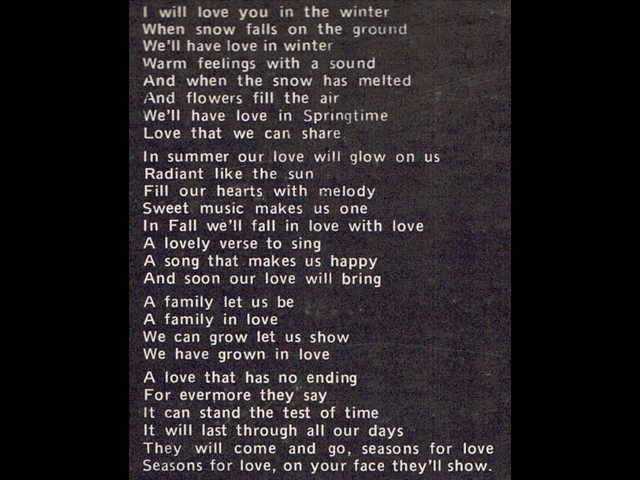 I will love you in the winter
When snow falls on the ground
We'll have love in winter
Warm feelings with a sound
And when the snow has melted
And flowers fill the air
We'll have love in Springtime
Love that we can share
In summer our love will glow on us
Radiant like the sun
Fill our hearts with melody
Sweet music makes us one
In Fall we'll fall in love with love
A lovely verse to sing
A song that makes us happy
And soon our love will bring
A family let us be
A family in love
We can grow let us show
We have grown in love
A love that has no ending
For evermore they say
It can stand the test of time
It will last through all our days
They will come and go, seasons for love
Seasons for love, on your face they'll show.